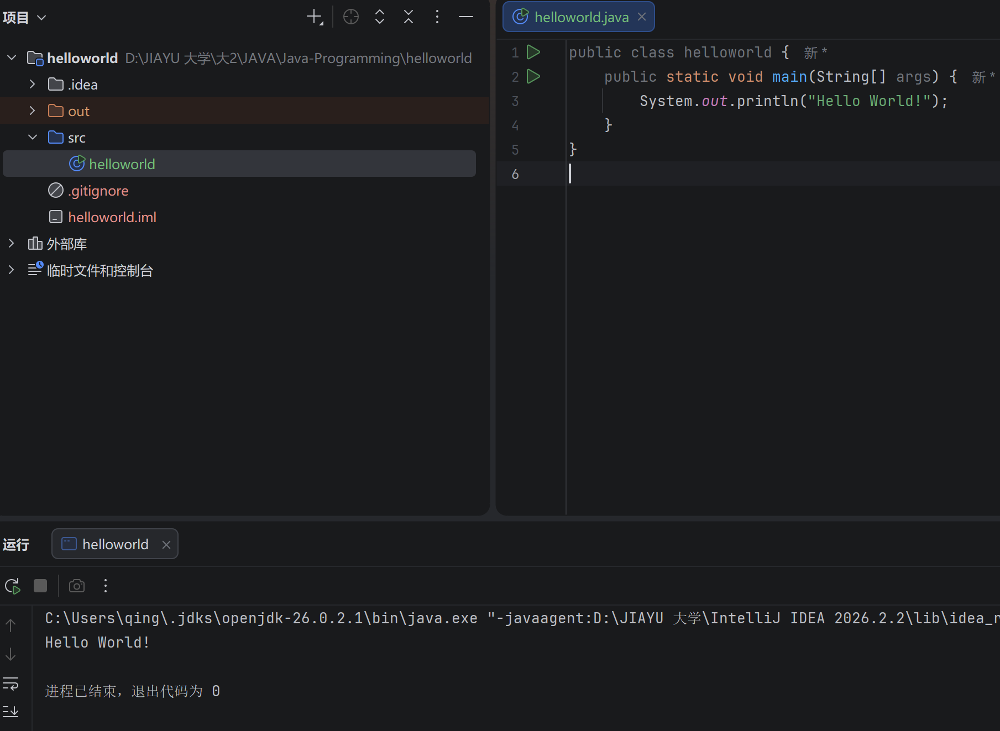 项目
helloworld D:\JIAYU 大学\大2\JAVA\Java-Programming\helloworld
.idea
out
src
helloworld
.gitignore
helloworld.iml
外部库
临时文件和控制台
helloworld.java
1 public class helloworld { 新 *
2 public static void main(String[] args) { 新 *
3 System.out.println("Hello World!");
4 }
5 }
6
运行 helloworld
C:\Users\qing\.jdks\openjdk-26.0.2.1\bin\java.exe "-javaagent:D:\JIAYU 大学\IntelliJ IDEA 2026.2.2\lib\idea_r
Hello World!
进程已结束，退出代码为 0